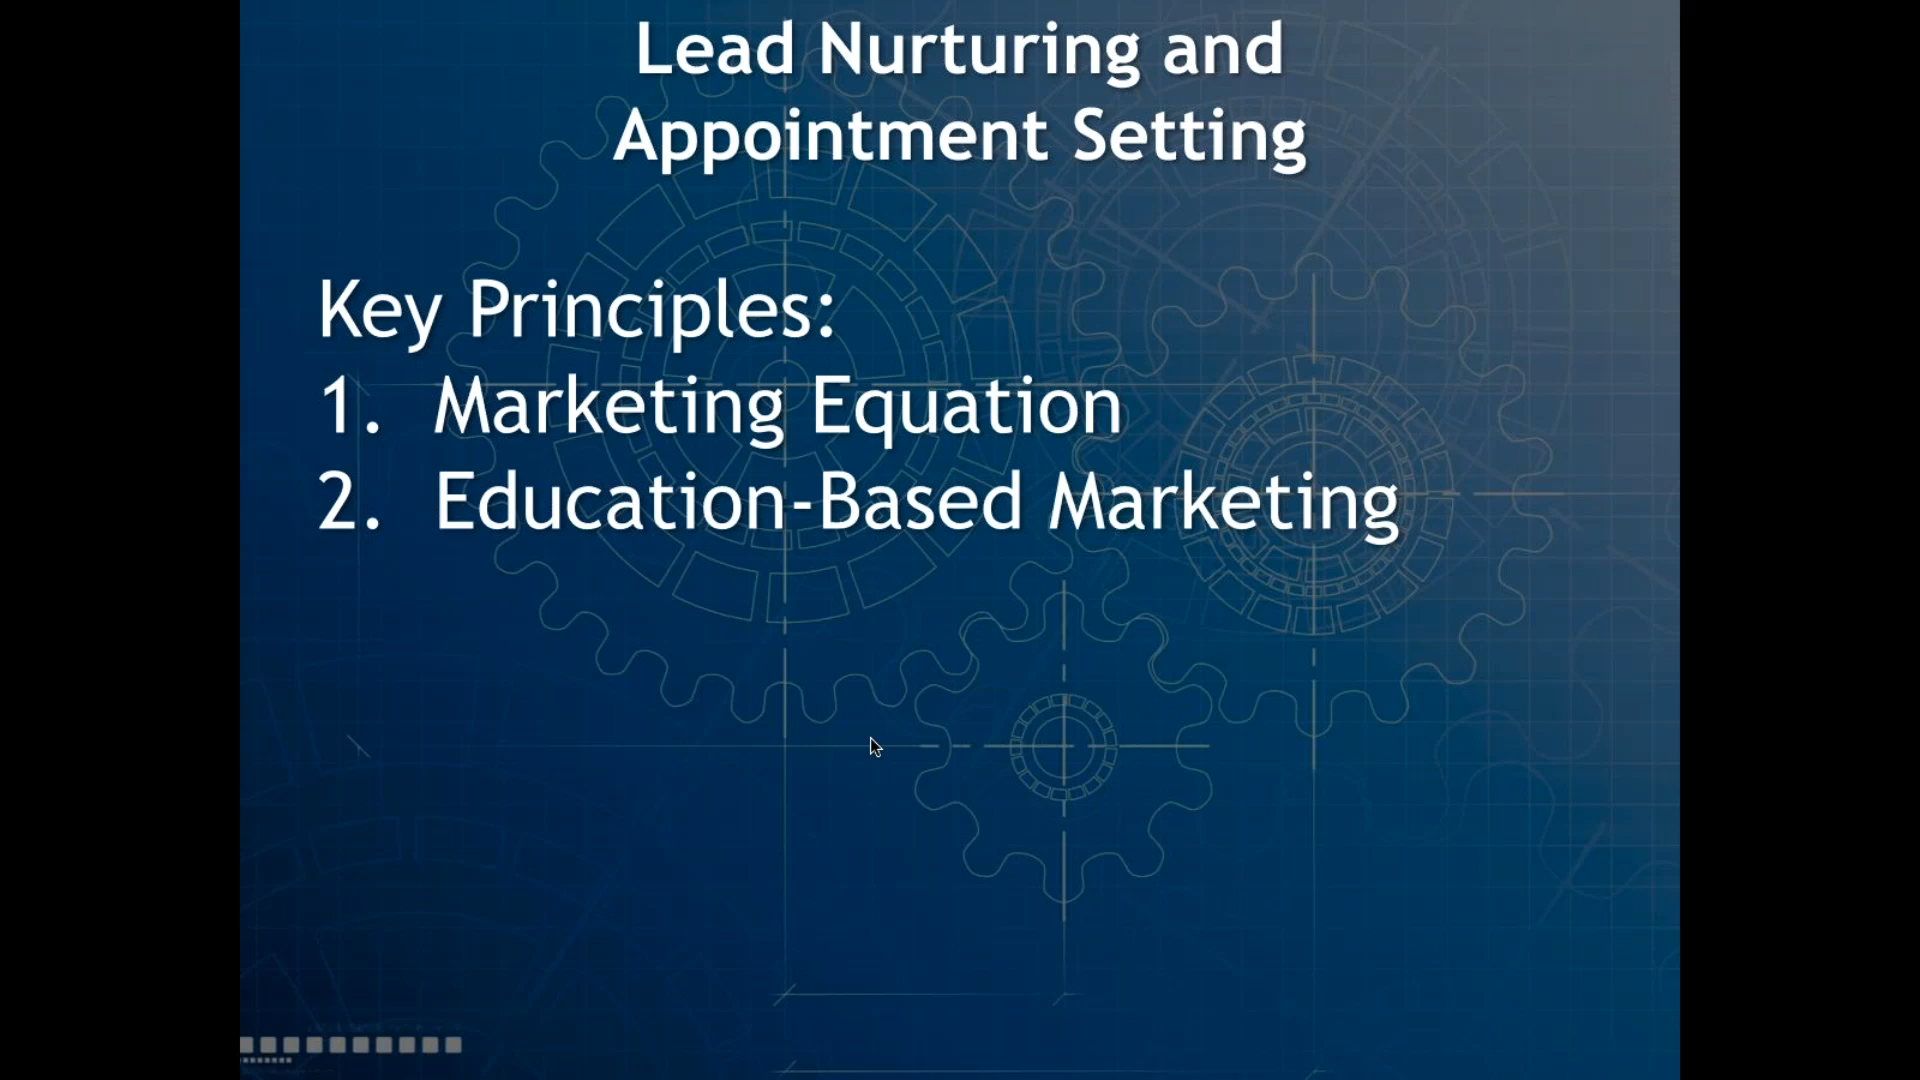 Lead Nurturing and
Appointment Setting
Key Principles:
1. Marketing Equation
2. Education-Based Marketing